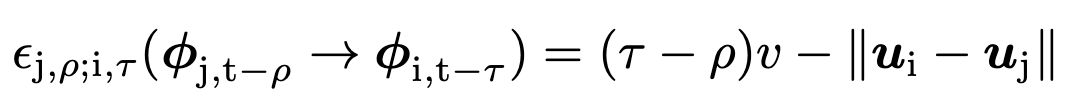 ϵ_{j,ρ;i,τ}(ϕ_{j,t−ρ} → ϕ_{i,t−τ}) = (τ − ρ)v − ‖u_i − u_j‖